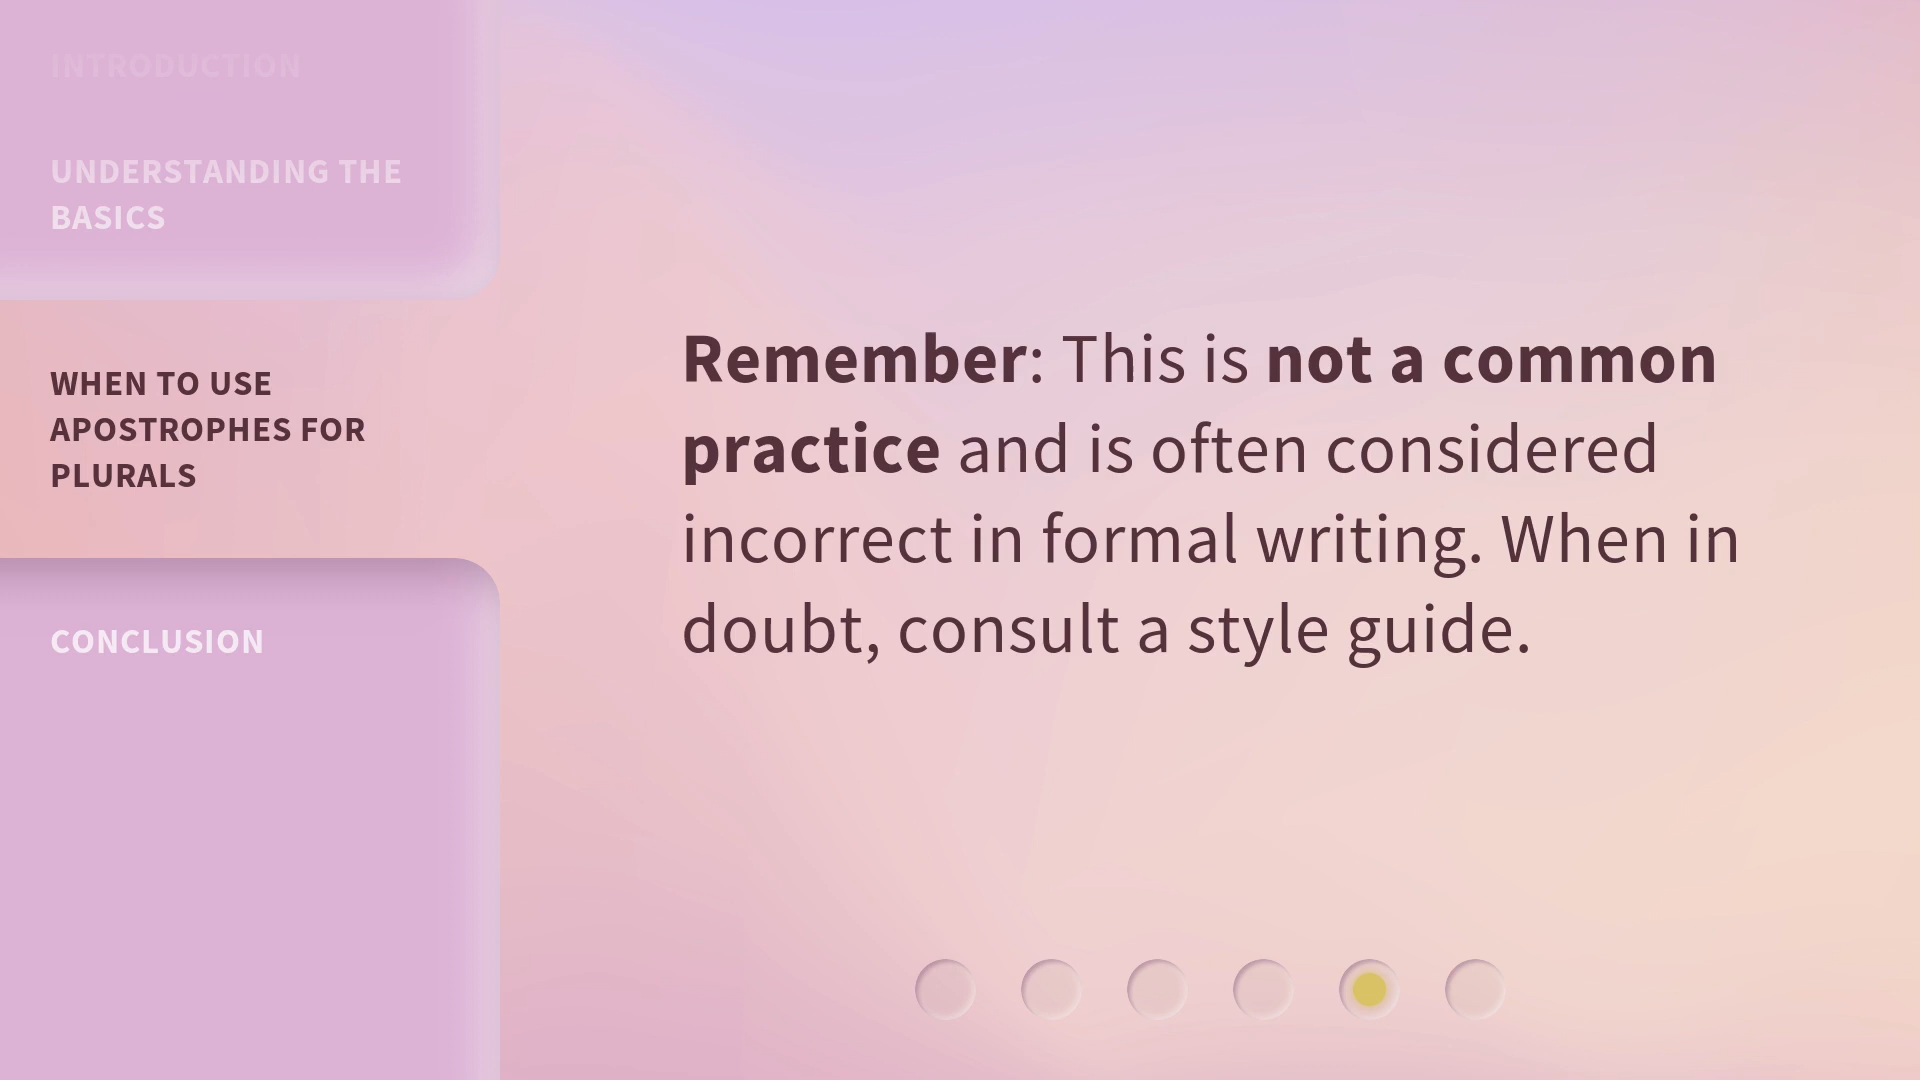 INTRODUCTION
UNDERSTANDING THE
BASICS
WHEN TO USE
APOSTROPHES FOR
PLURALS
CONCLUSION
Remember: This is not a common
practice and is often considered
incorrect in formal writing. When in
doubt, consult a style guide.